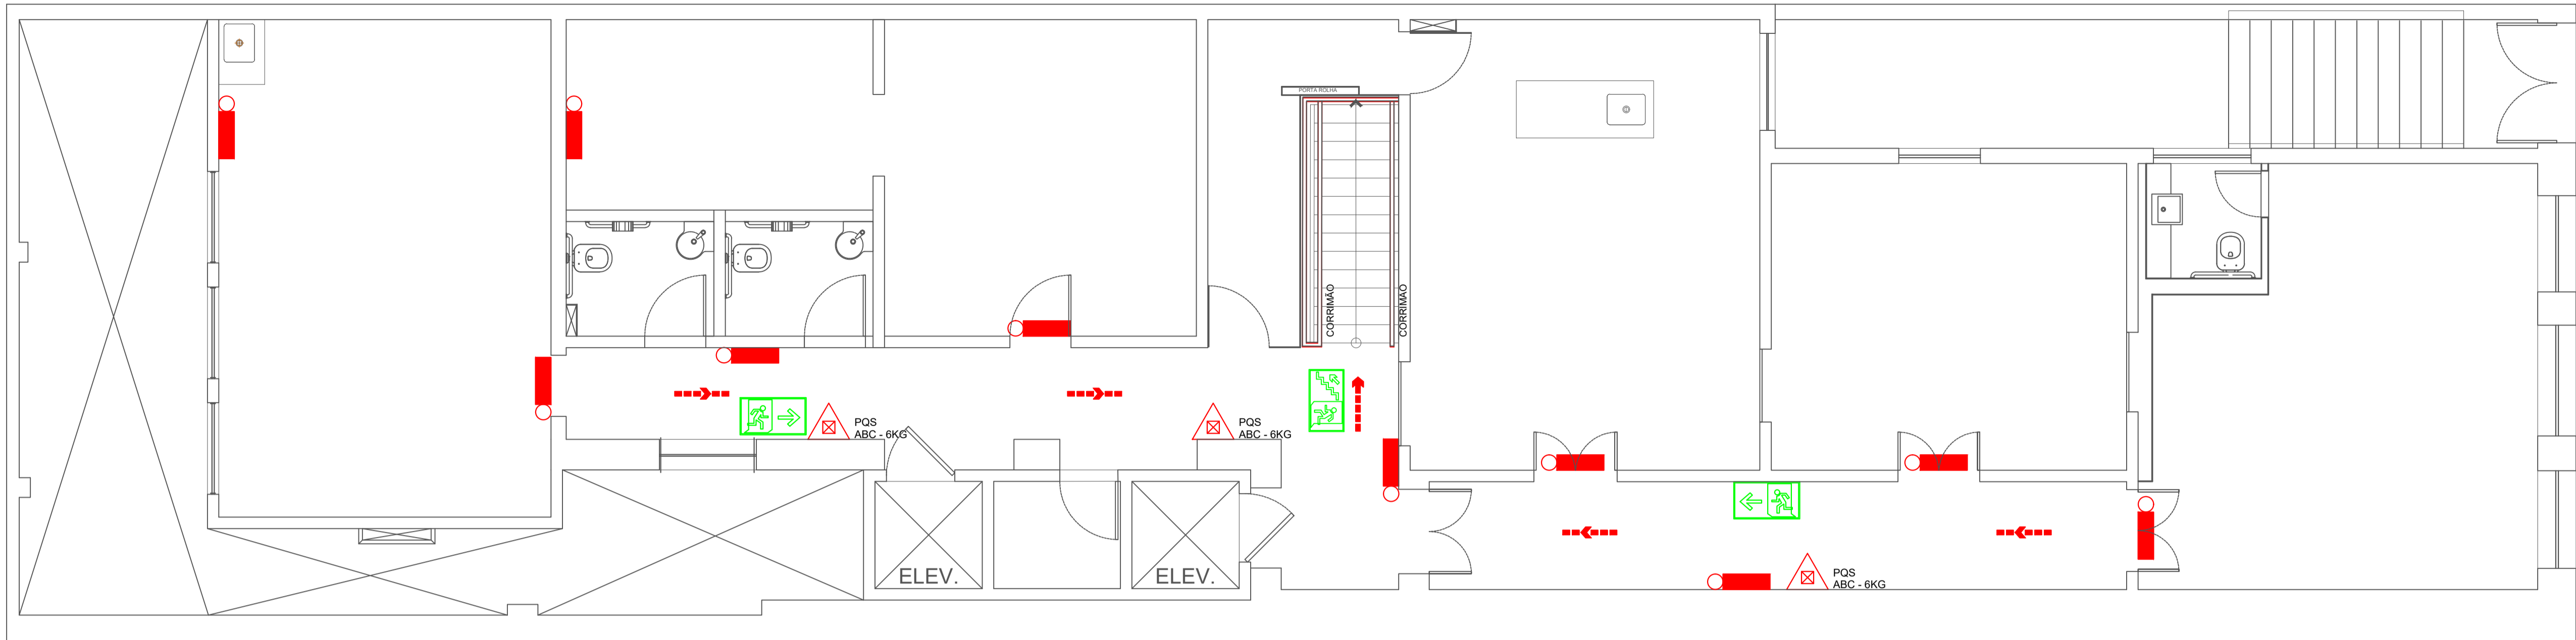 PORTA ROLHA
CORRIMÃO
CORRIMÃO
PQS
ABC - 6KG
PQS
ABC - 6KG
ELEV.
ELEV.
PQS
ABC - 6KG